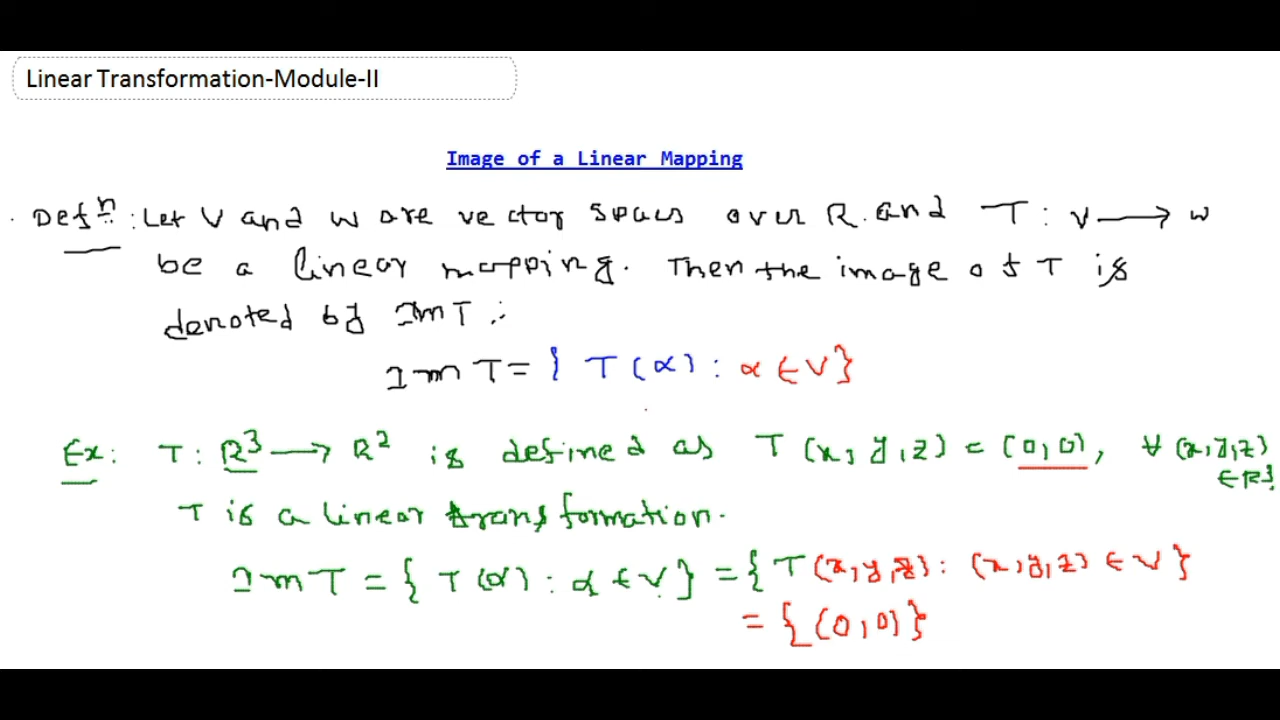 Linear Transformation-Module-II
Image of a Linear Mapping
Defn: Let V and W are vector spaces over R. and T : V → W
be a linear mapping. Then the image of T is
denoted by ImT :
Im T = { T(α) : α ∈ V}
Ex: T : R³ → R² is defined as T(x, y, z) = (0, 0), ∀ (x, y, z) ∈ R³
T is a linear transformation.
Im T = { T(α) : α ∈ V } = { T(x, y, z) : (x, y, z) ∈ V }
= {(0, 0)}